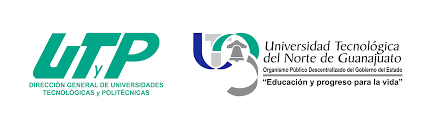 UTyP
DIRECCIÓN GENERAL DE UNIVERSIDADES
TECNOLÓGICAS y POLITÉCNICAS
Universidad Tecnológica
del Norte de Guanajuato
Organismo Público Descentralizado del Gobierno del Estado
"Educación y progreso para la vida"